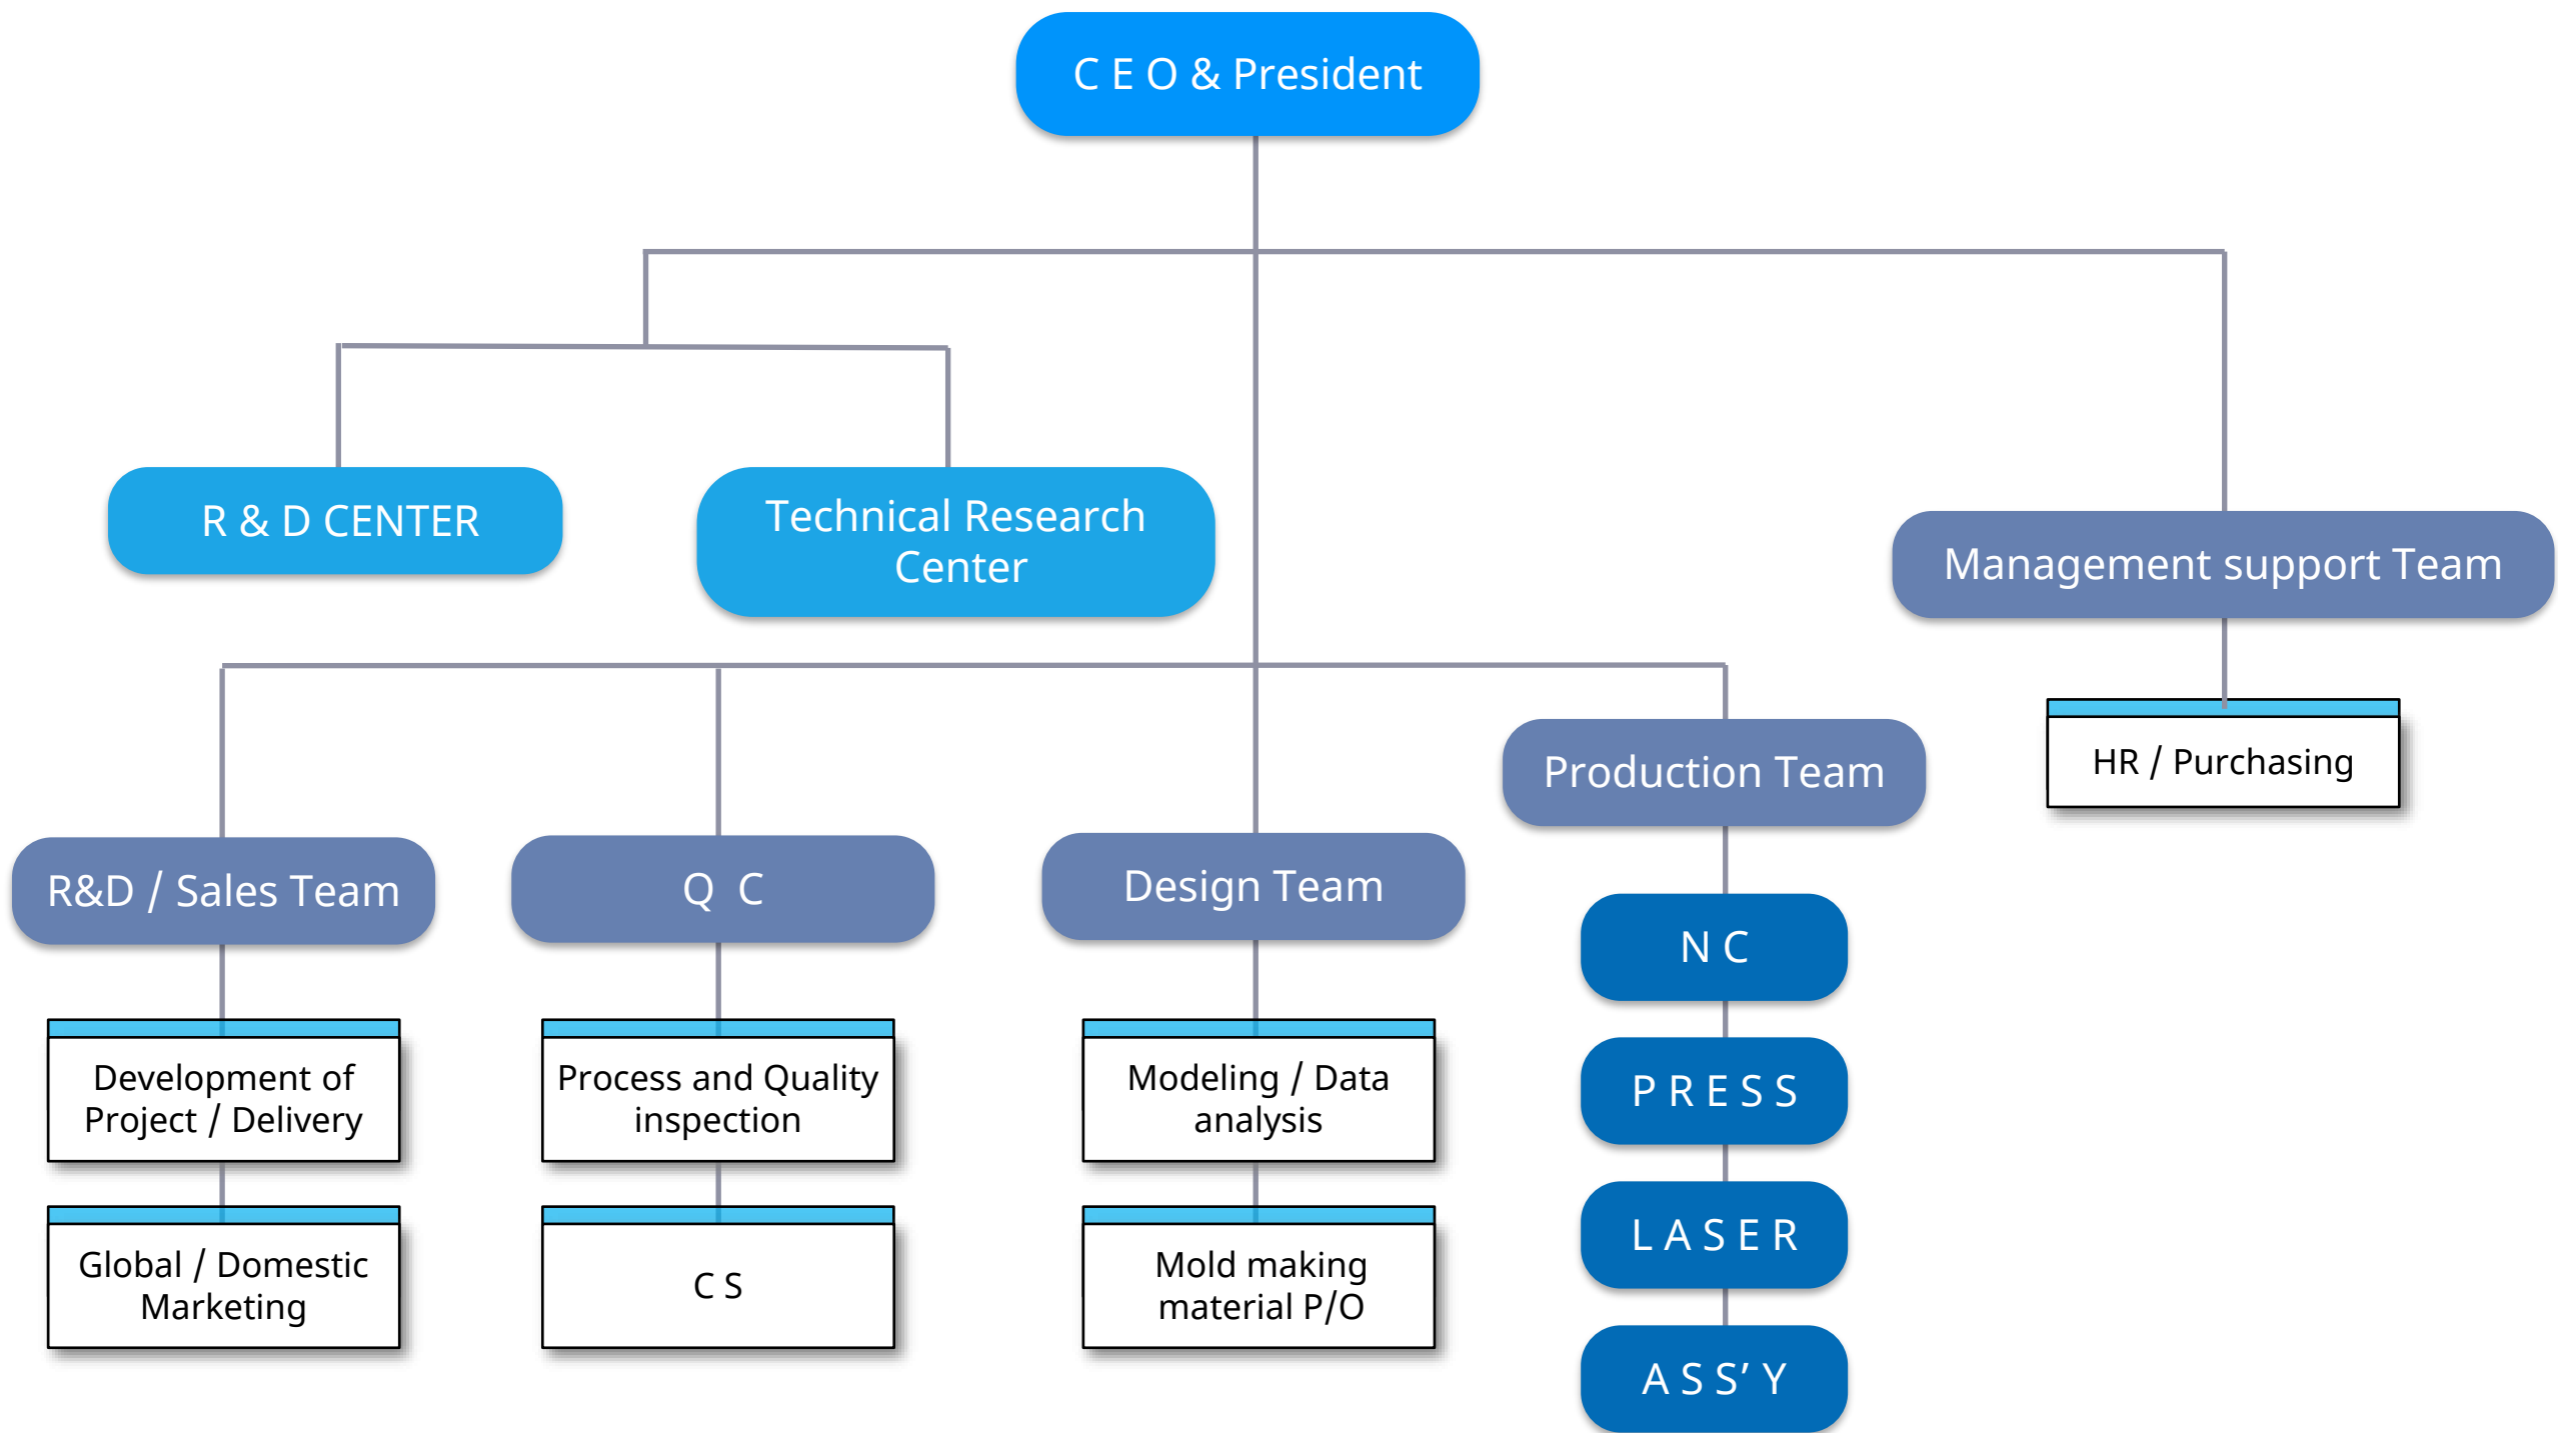 C E O & President
R & D CENTER
Technical Research
Center
Management support Team
HR / Purchasing
Production Team
R&D / Sales Team
Q C
Design Team
N C
P R E S S
L A S E R
A S S’ Y
Development of
Project / Delivery
Process and Quality
inspection
Modeling / Data
analysis
Global / Domestic
Marketing
C S
Mold making
material P/O